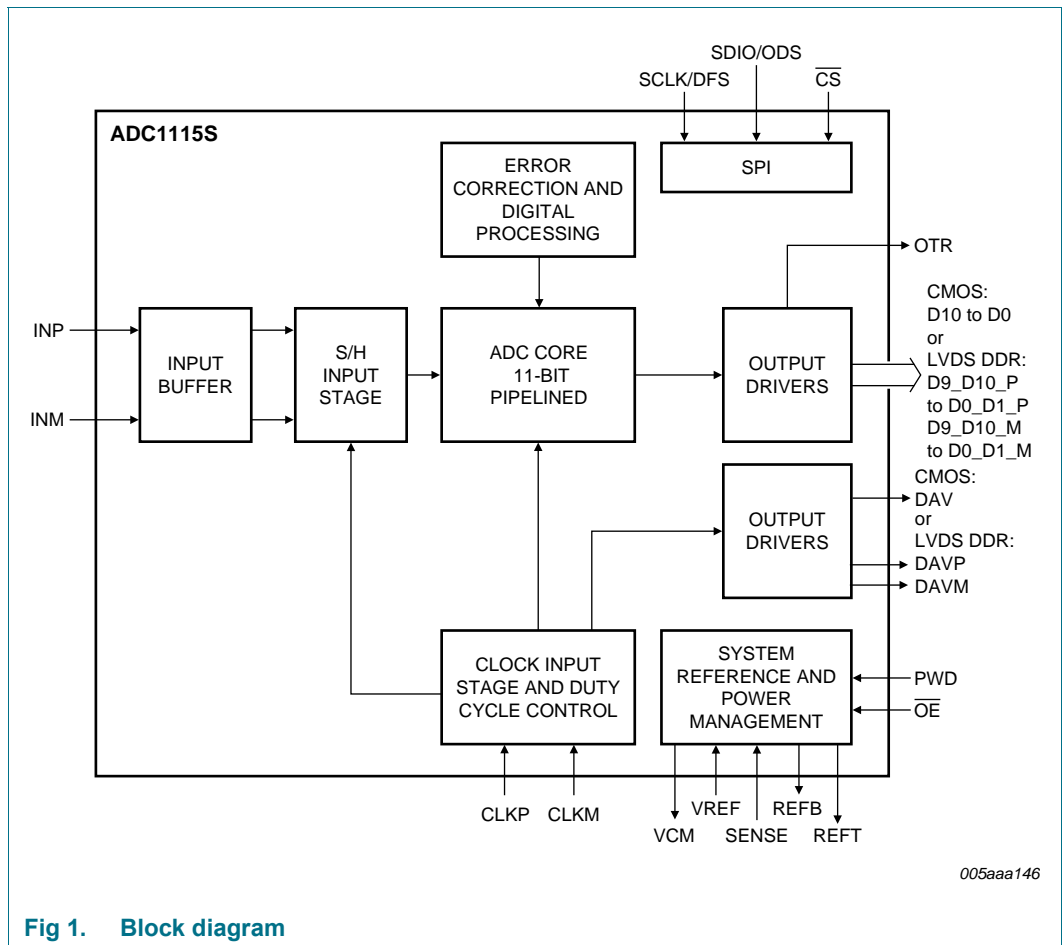 SDIO/ODS
SCLK/DFS
C̅S̅
ADC1115S
ERROR
CORRECTION AND
DIGITAL
PROCESSING
SPI
OTR
INP
INM
INPUT
BUFFER
S/H
INPUT
STAGE
ADC CORE
11-BIT
PIPELINED
OUTPUT
DRIVERS
CMOS:
D10 to D0
or
LVDS DDR:
D9_D10_P
to D0_D1_P
D9_D10_M
to D0_D1_M
OUTPUT
DRIVERS
CMOS:
DAV
or
LVDS DDR:
DAVP
DAVM
CLOCK INPUT
STAGE AND DUTY
CYCLE CONTROL
SYSTEM
REFERENCE AND
POWER
MANAGEMENT
PWD
O̅E̅
CLKP
CLKM
VCM
VREF
SENSE
REFB
REFT
005aaa146
Fig 1. Block diagram